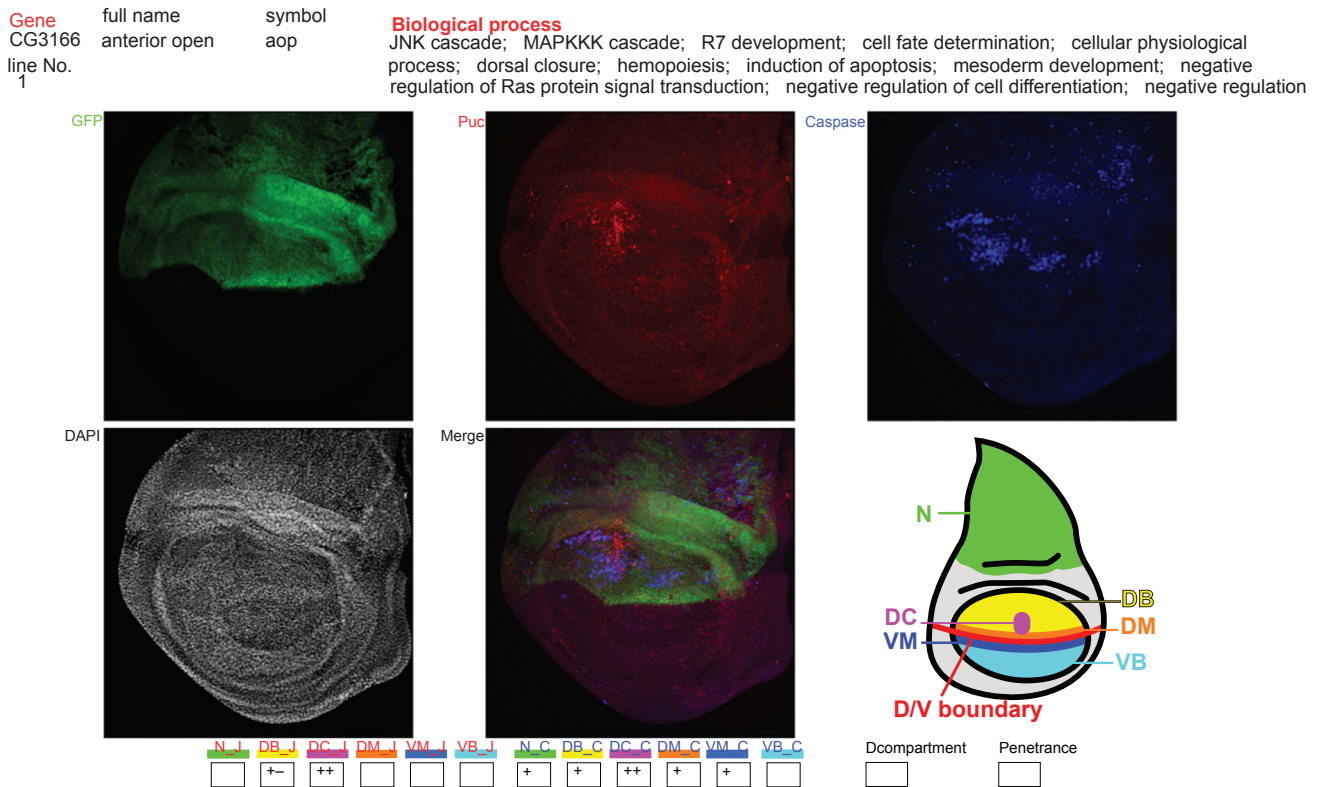 Gene full name symbol Biological process
CG3166 anterior open aop JNK cascade; MAPKKK cascade; R7 development; cell fate determination; cellular physiological
line No. process; dorsal closure; hemopoiesis; induction of apoptosis; mesoderm development; negative
1 regulation of Ras protein signal transduction; negative regulation of cell differentiation; negative regulation
GFP Puc Caspase
DAPI Merge
N
DB
DC
DM
VM
VB
D/V boundary
N_J DB_J DC_J DM_J VM_J VB_J N_C DB_C DC_C DM_C VM_C VB_C Dcompartment Penetrance
+– ++ + + ++ + +